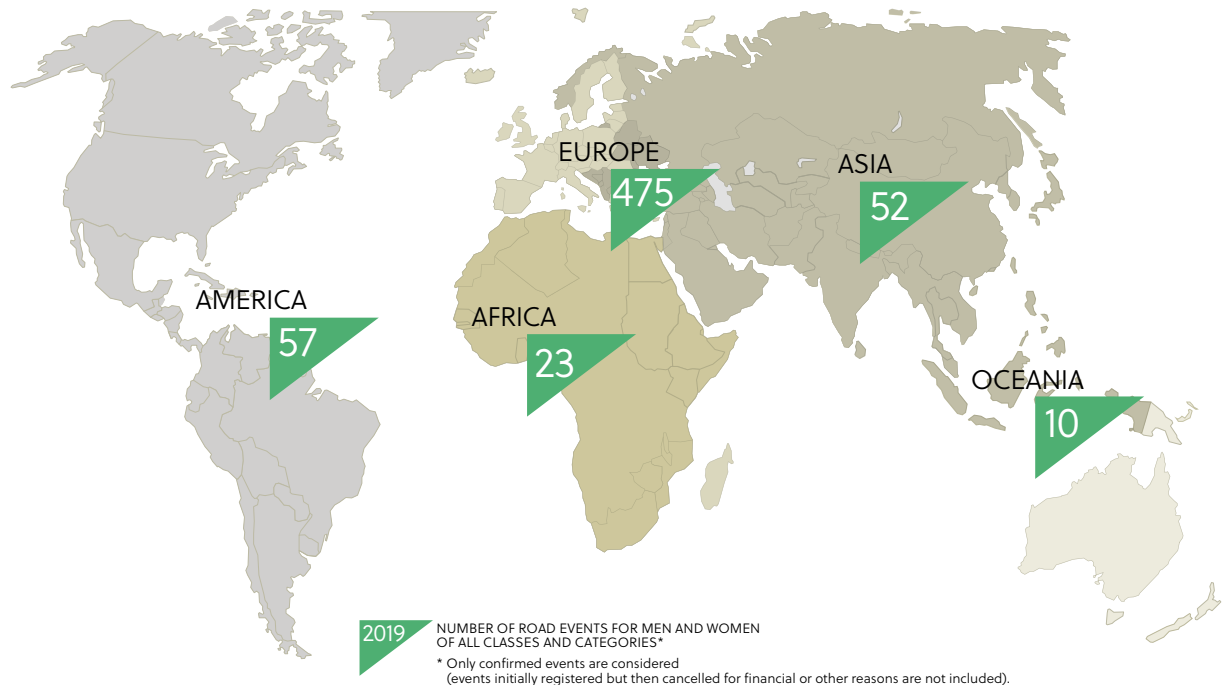 EUROPE
475
ASIA
52
AMERICA
57
AFRICA
23
OCEANIA
10
2019
NUMBER OF ROAD EVENTS FOR MEN AND WOMEN
OF ALL CLASSES AND CATEGORIES*
* Only confirmed events are considered
(events initially registered but then cancelled for financial or other reasons are not included).